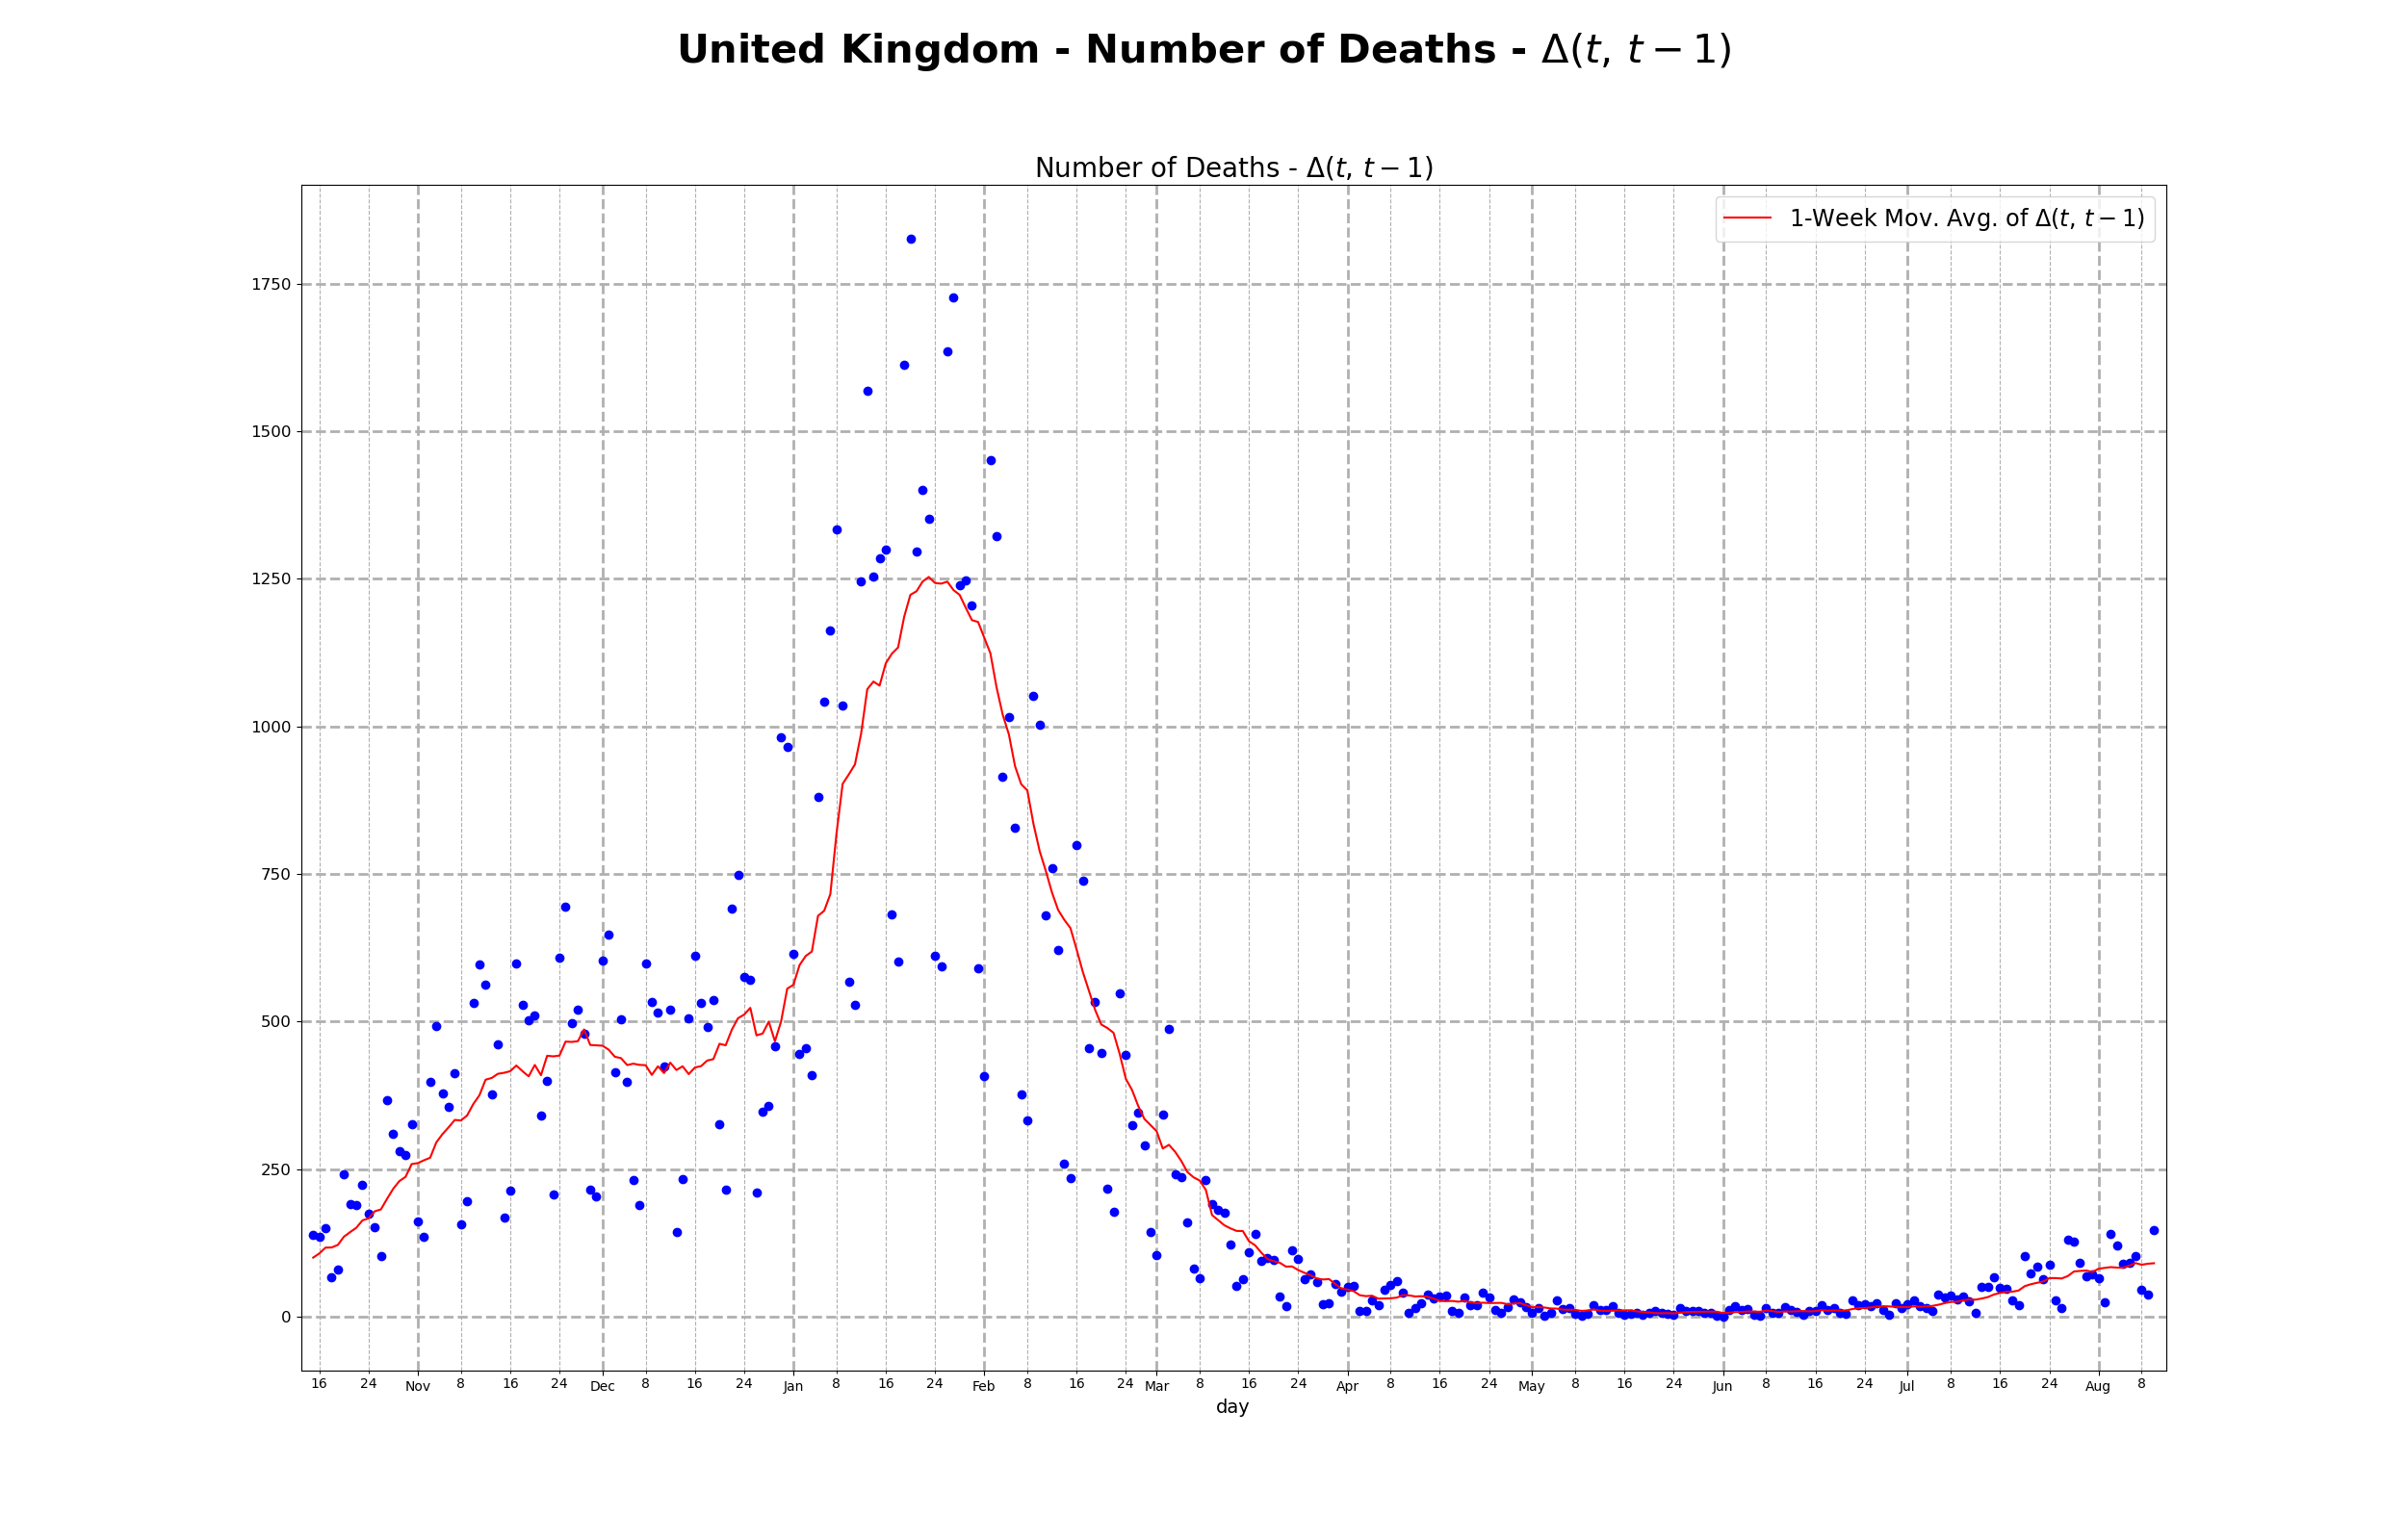 United Kingdom - Number of Deaths - Δ(t, t − 1)
Number of Deaths - Δ(t, t − 1)
1-Week Mov. Avg. of Δ(t, t − 1)
1750
1500
1250
1000
750
500
250
0
16 24 Nov 8 16 24 Dec 8 16 24 Jan 8 16 24 Feb 8 16 24 Mar 8 16 24 Apr 8 16 24 May 8 16 24 Jun 8 16 24 Jul 8 16 24 Aug 8
day